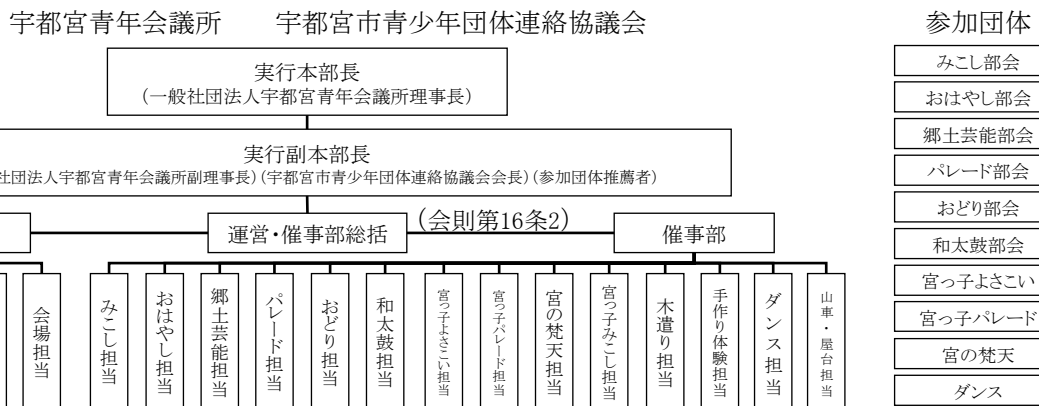 宇都宮青年会議所　宇都宮市青少年団体連絡協議会
実行本部長
(一般社団法人宇都宮青年会議所理事長)
実行副本部長
社団法人宇都宮青年会議所副理事長)(宇都宮市青少年団体連絡協議会会長)(参加団体推薦者)
運営・催事部総括
(会則第16条2)
催事部
会場担当
みこし担当
おはやし担当
郷土芸能担当
パレード担当
おどり担当
和太鼓担当
宮っ子よさこい担当
宮っ子パレード担当
宮の梵天担当
宮っ子みこし担当
木遣り担当
手作り体験担当
ダンス担当
山車・屋台担当
参加団体
みこし部会
おはやし部会
郷土芸能部会
パレード部会
おどり部会
和太鼓部会
宮っ子よさこい
宮っ子パレード
宮の梵天
ダンス